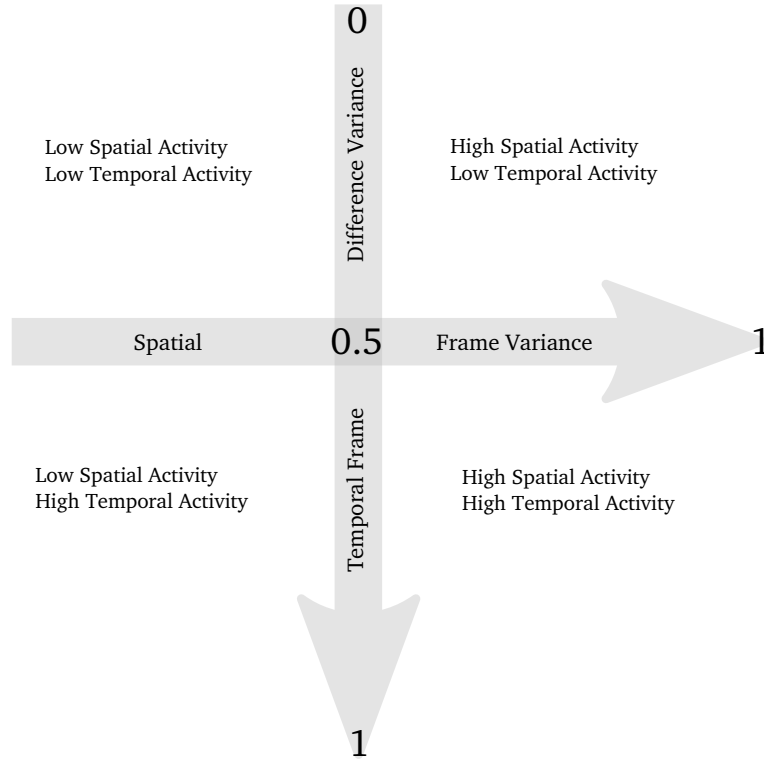 0
Difference Variance
Low Spatial Activity
Low Temporal Activity
High Spatial Activity
Low Temporal Activity
Spatial 0.5 Frame Variance 1
Temporal Frame
Low Spatial Activity
High Temporal Activity
High Spatial Activity
High Temporal Activity
1